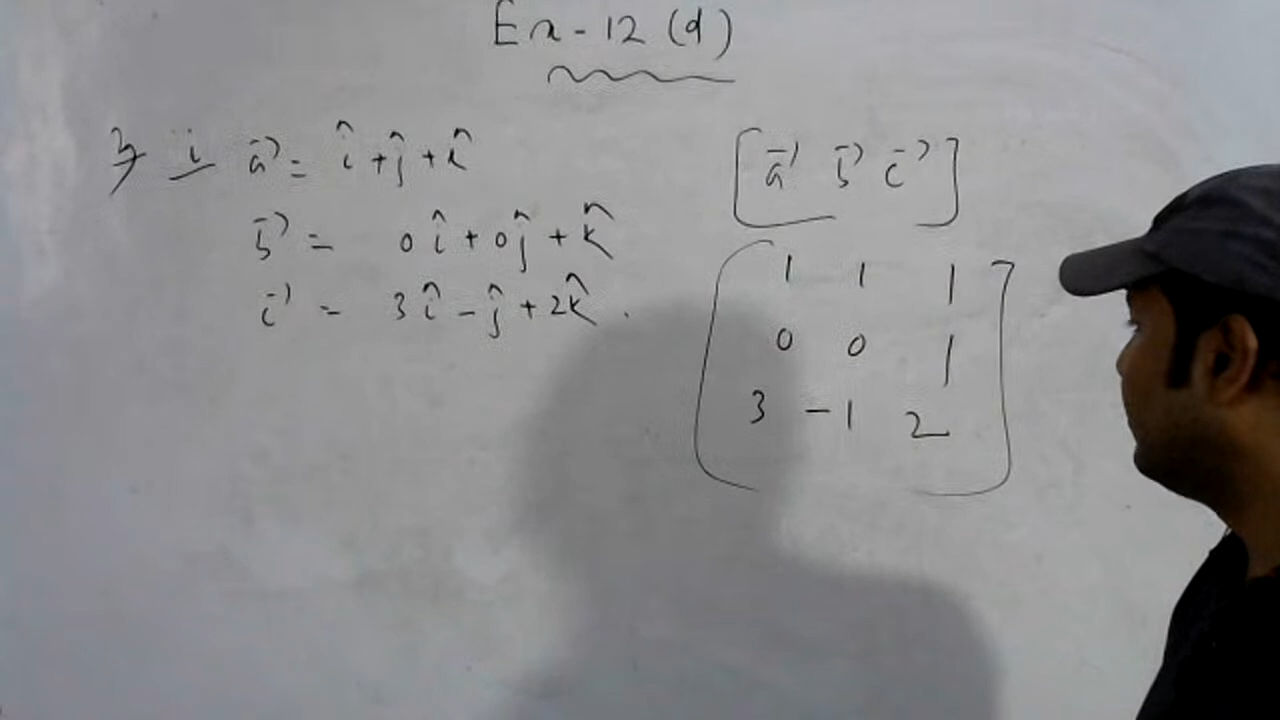 Ex-12 (d)
3) i a⃗ = î + ĵ + k̂
b⃗ = 0î + 0ĵ + k̂
c⃗ = 3î - ĵ + 2k̂.
[a⃗ b⃗ c⃗]
1 1 1
0 0 1
3 -1 2